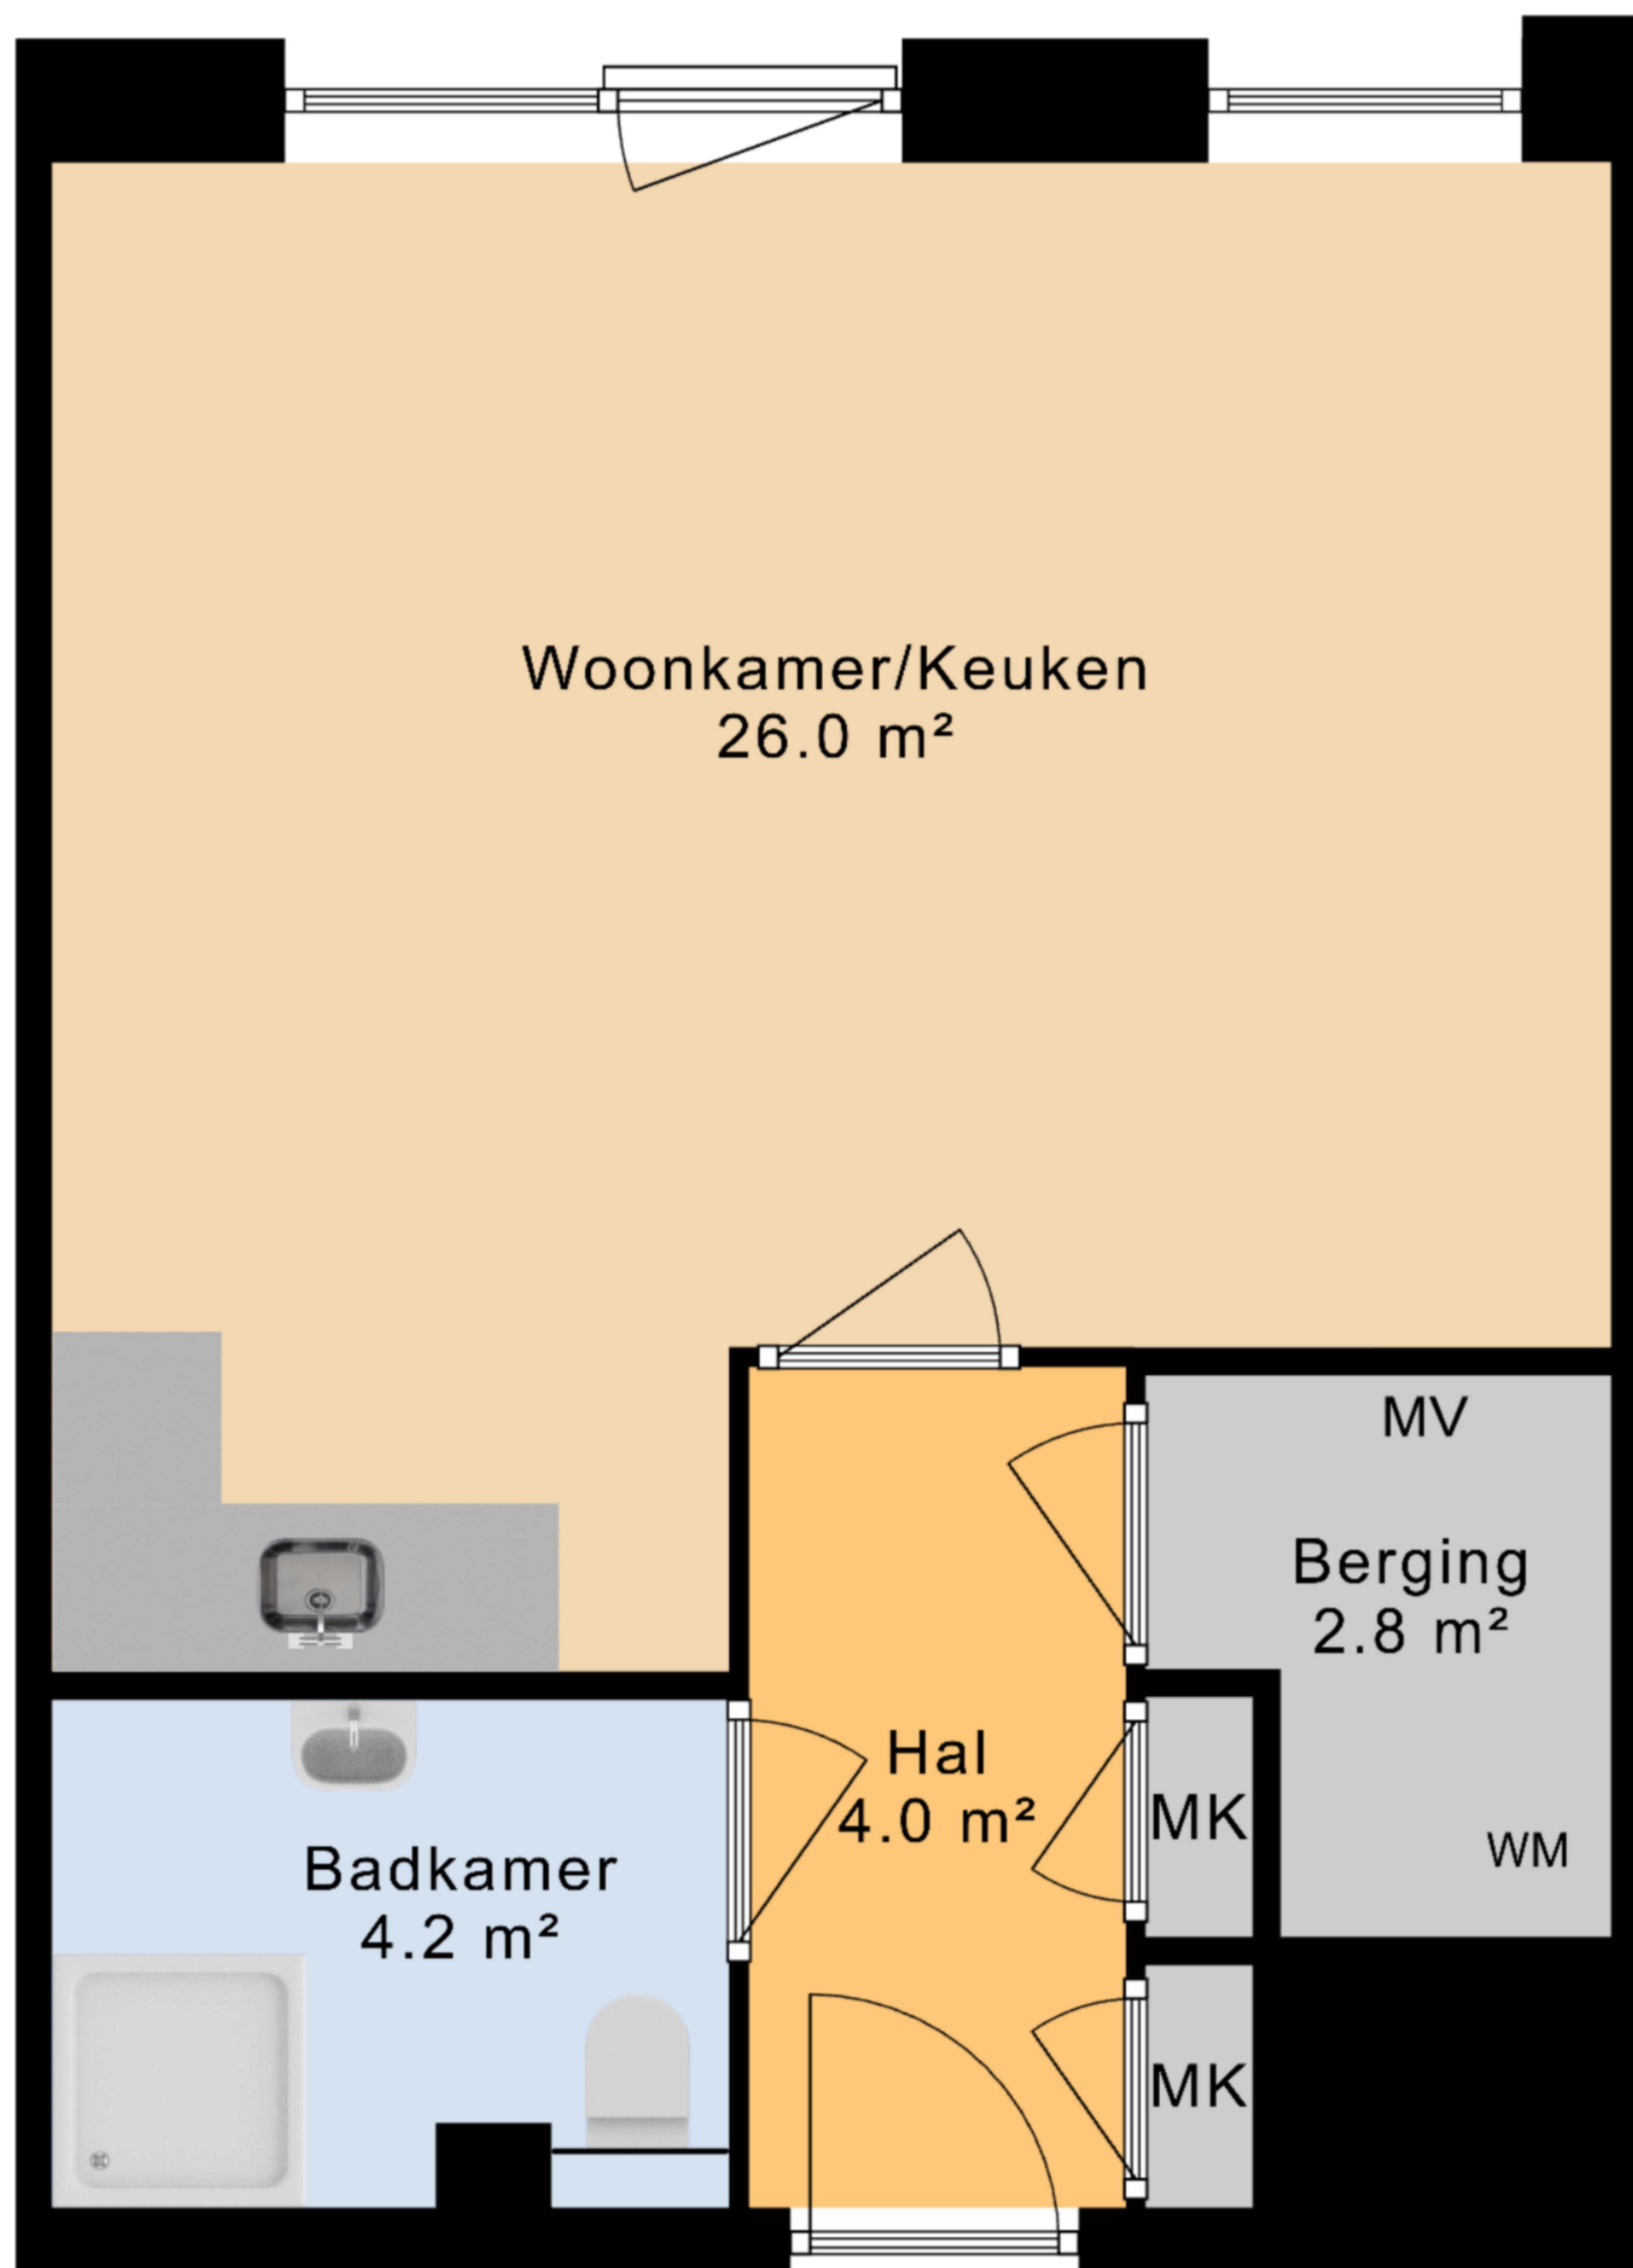 Woonkamer/Keuken
26.0 m²
MV
Berging
2.8 m²
Hal
4.0 m²
MK
WM
Badkamer
4.2 m²
MK